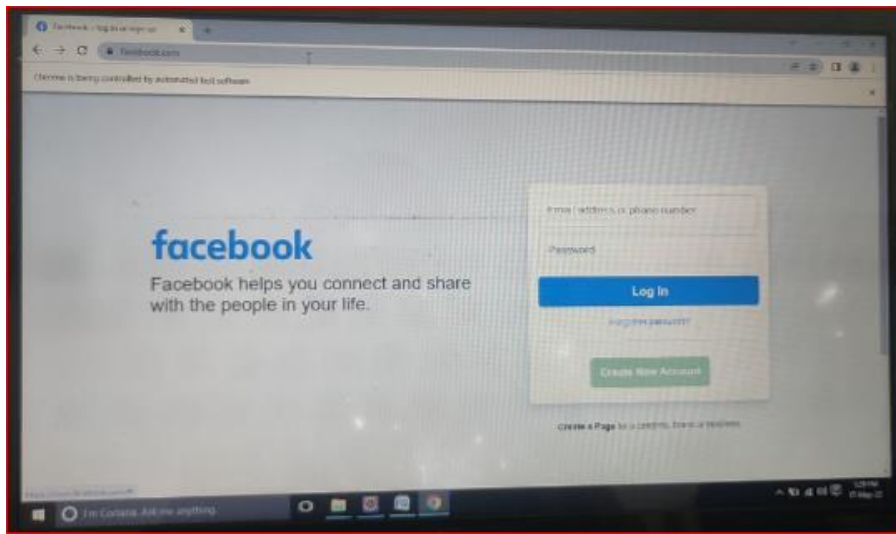 Facebook - log in or sign up
facebook.com
Chrome is being controlled by automated test software
Email address or phone number
facebook
Password
Facebook helps you connect and share
with the people in your life.
Log In
Forgotten password?
Create New Account
Create a Page for a celebrity, brand or business.
I'm Cortana. Ask me anything.